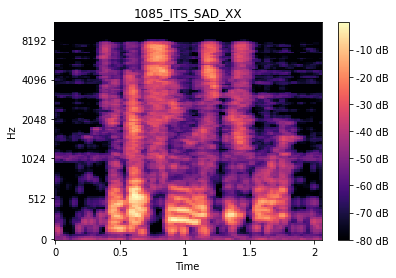 1085_ITS_SAD_XX
8192
4096
2048
1024
512
0
Hz
0
0.5
1
1.5
2
Time
-10 dB
-20 dB
-30 dB
-40 dB
-50 dB
-60 dB
-70 dB
-80 dB